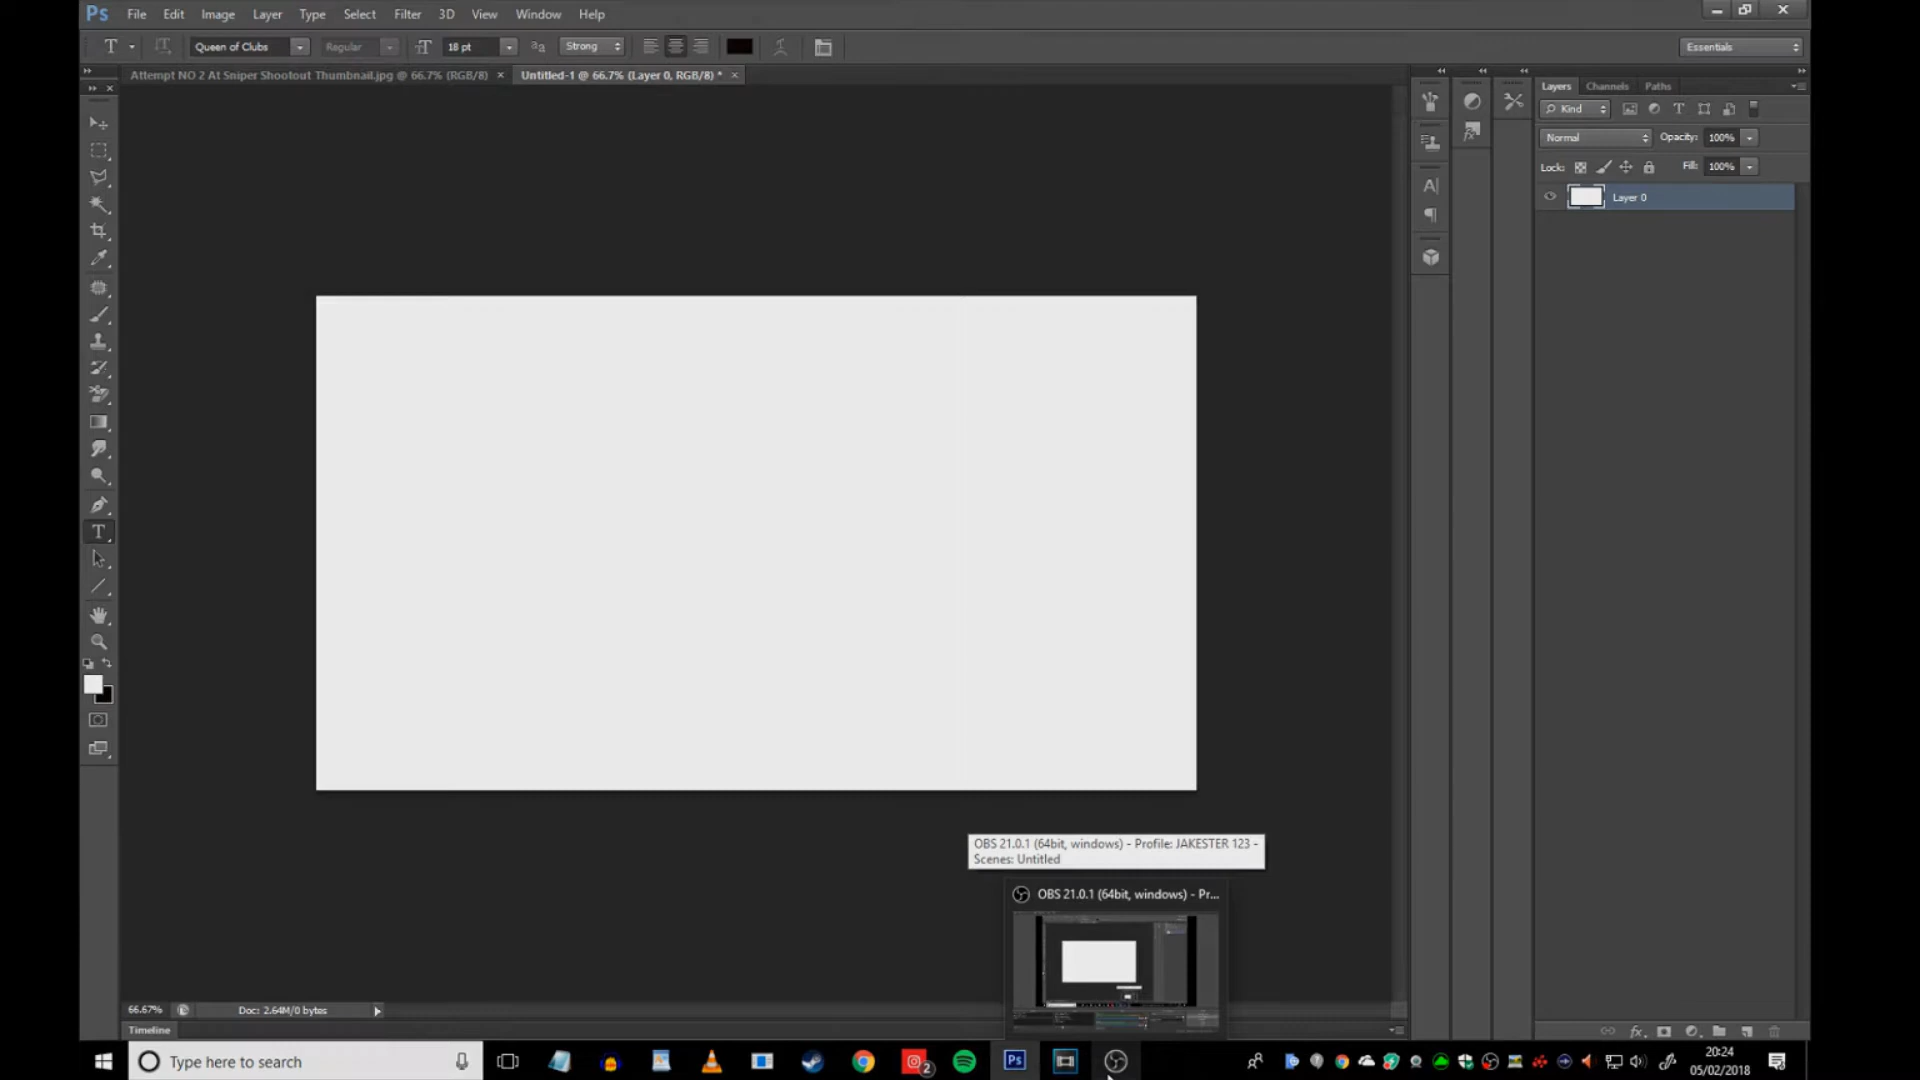 Ps File Edit Image Layer Type Select Filter 3D View Window Help
T Queen of Clubs Regular 18 pt aa Strong Essentials
Attempt NO 2 At Sniper Shootout Thumbnail.jpg @ 66.7% (RGB/8) × Untitled-1 @ 66.7% (Layer 0, RGB/8) * ×
Layers Channels Paths
Kind
Normal Opacity: 100%
Lock: Fill: 100%
Layer 0
OBS 21.0.1 (64bit, windows) - Profile: JAKESTER 123 -
Scenes: Untitled
OBS 21.0.1 (64bit, windows) - Pr...
66.67% Doc: 2.64M/0 bytes
Timeline
Type here to search
2
Ps
20:24
05/02/2018